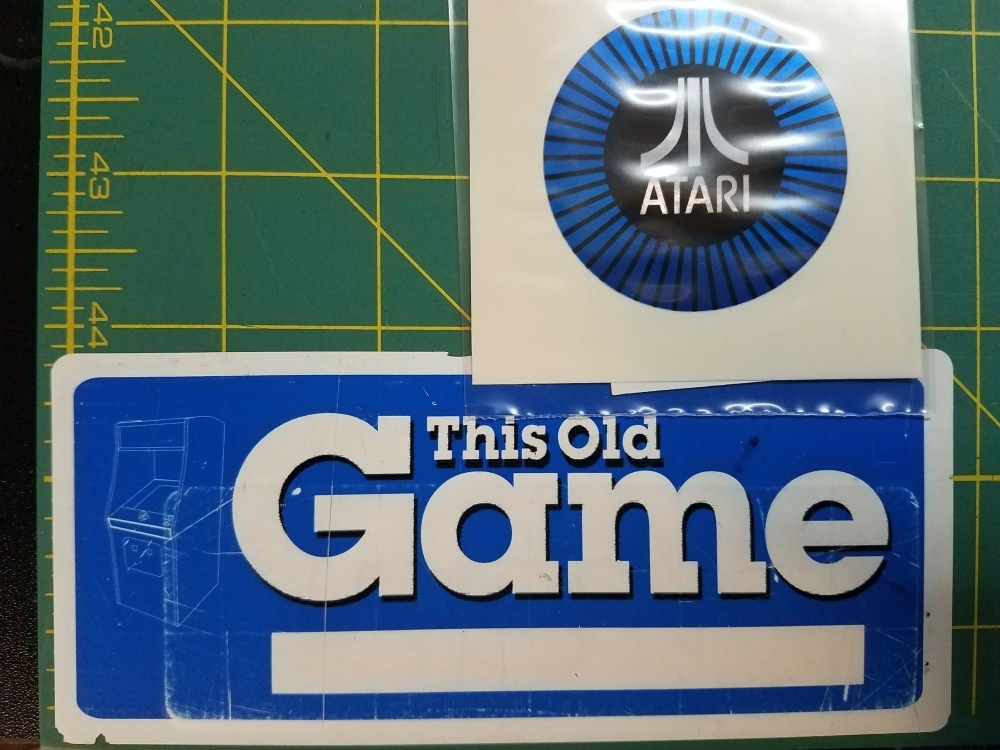 42
43
44
ATARI
This Old
Game